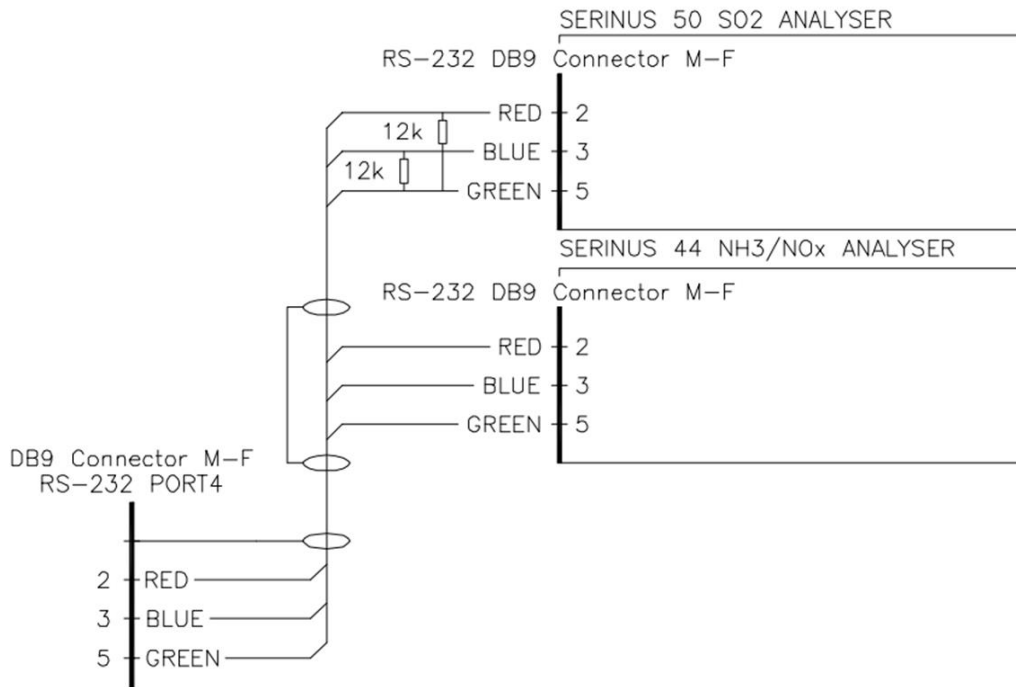 SERINUS 50 SO2 ANALYSER
RS-232 DB9 Connector M-F
RED 2
12k
BLUE 3
12k
GREEN 5
SERINUS 44 NH3/NOx ANALYSER
RS-232 DB9 Connector M-F
RED 2
BLUE 3
GREEN 5
DB9 Connector M-F
RS-232 PORT4
2 RED
3 BLUE
5 GREEN